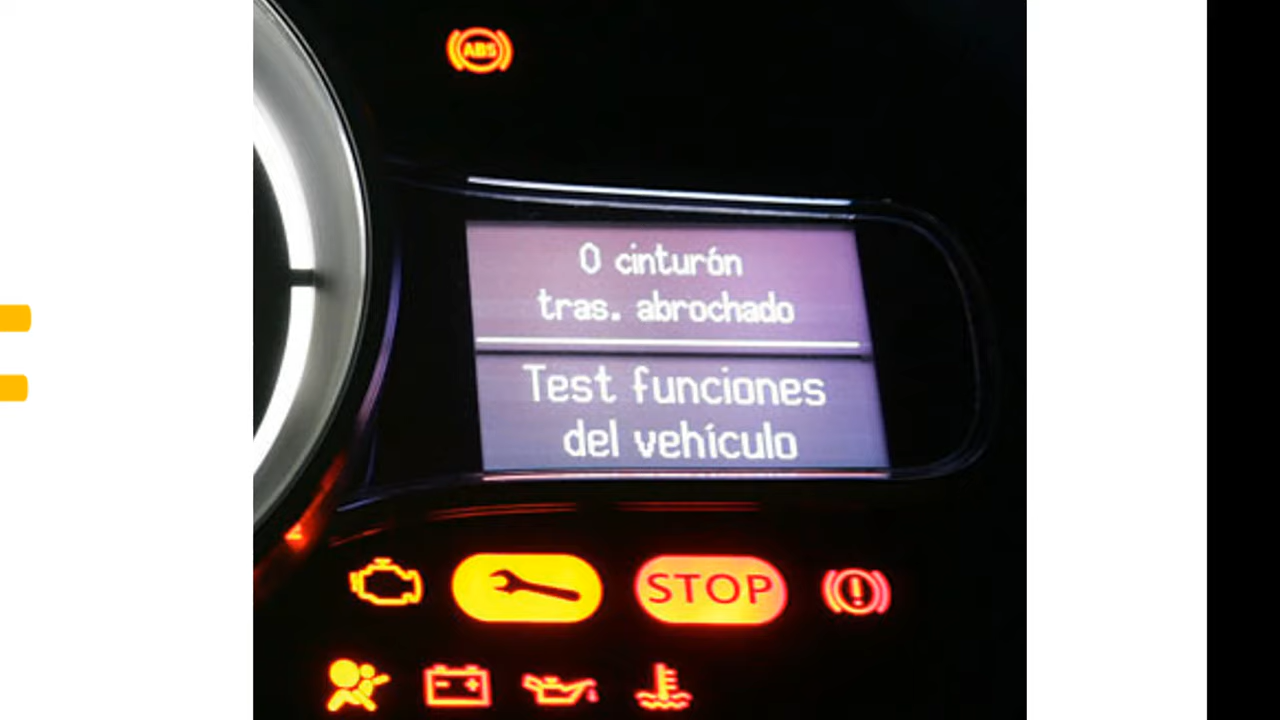 ABS
0 cinturón
tras. abrochado
Test funciones
del vehículo
STOP